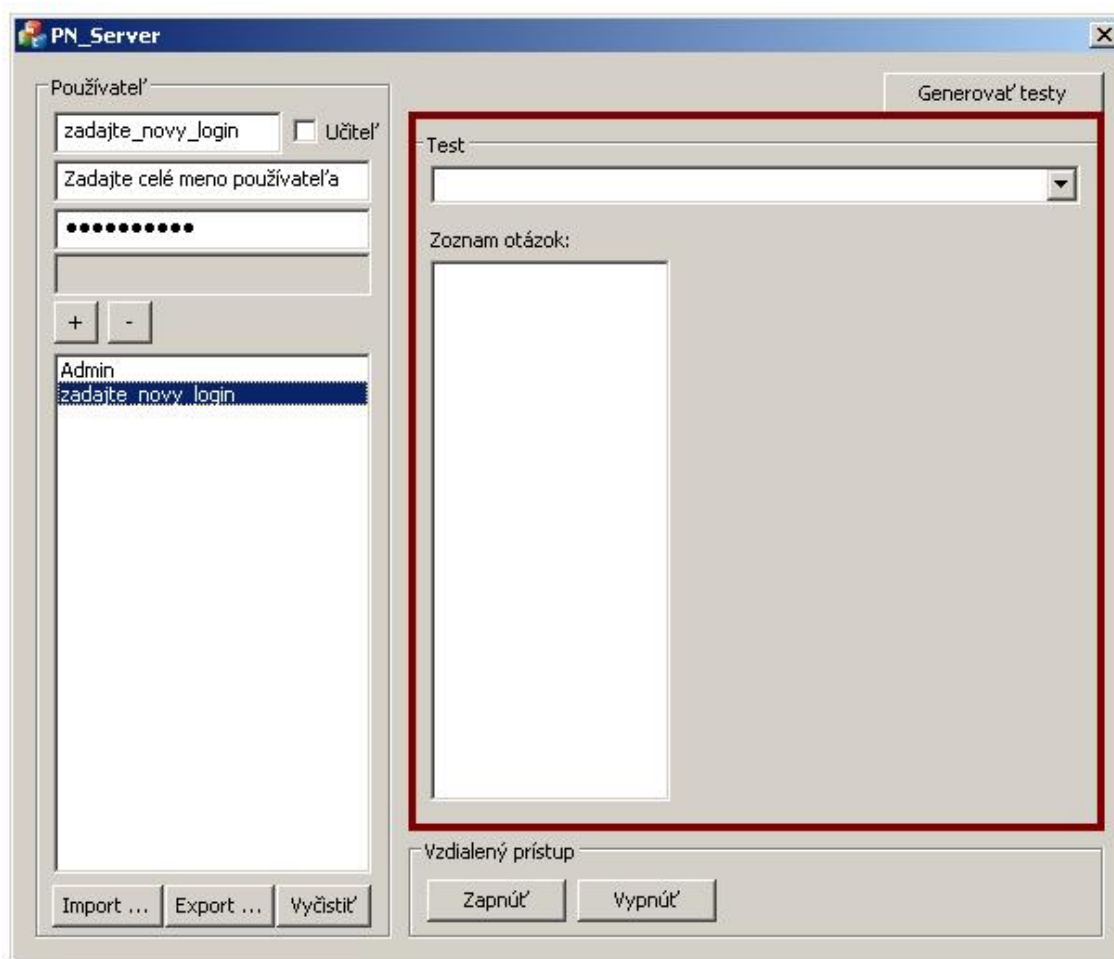 PN_Server
Používateľ
Generovať testy
zadajte_novy_login
Učiteľ
Zadajte celé meno používateľa
••••••••••
+ -
Admin
zadajte_novy_login
Import ... Export ... Vyčistiť
Test
Zoznam otázok:
Vzdialený prístup
Zapnúť Vypnúť